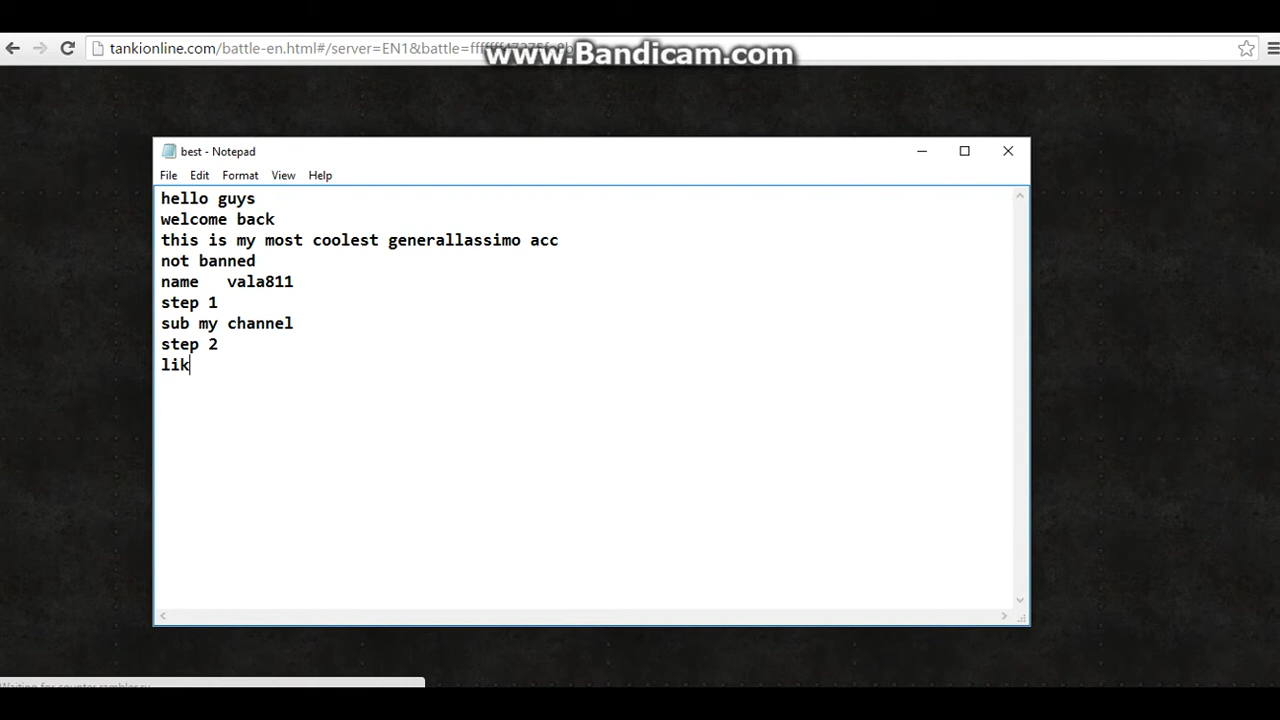 tankionline.com/battle-en.html#/server=EN1&battle=fffffff
www.Bandicam.com
best - Notepad
File Edit Format View Help
hello guys
welcome back
this is my most coolest generallassimo acc
not banned
name vala811
step 1
sub my channel
step 2
lik